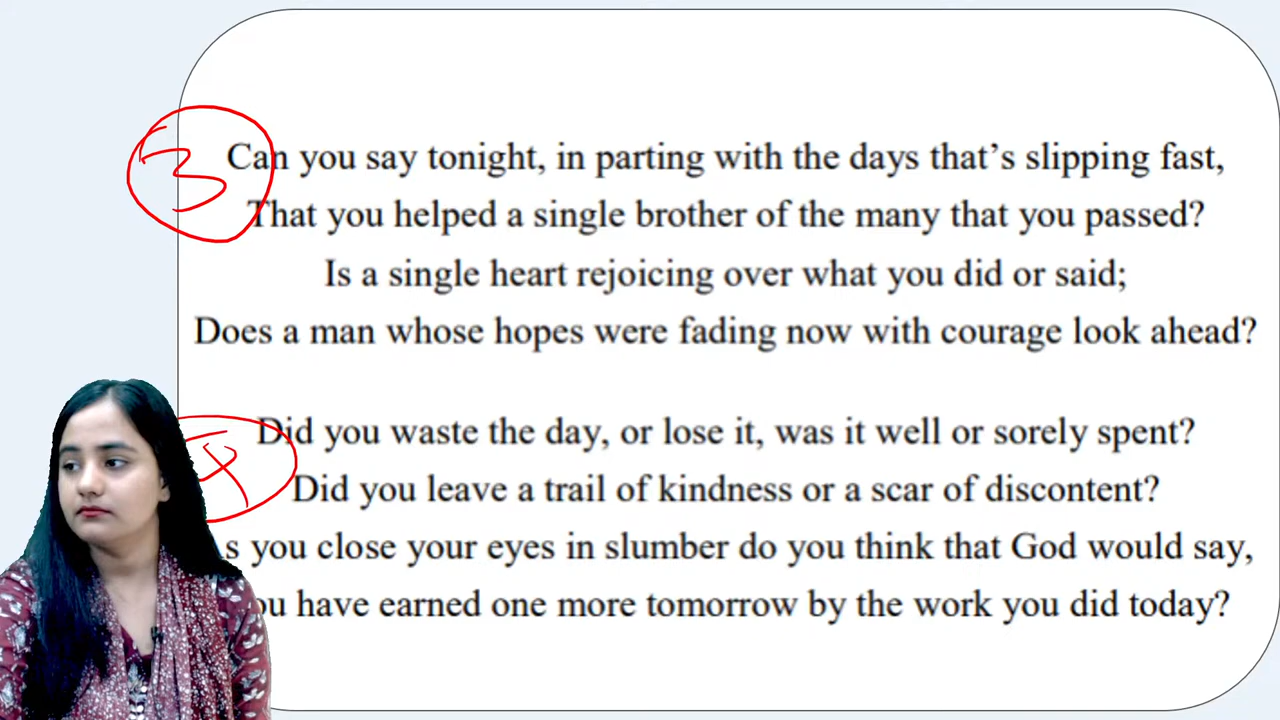 3
Can you say tonight, in parting with the days that's slipping fast,
That you helped a single brother of the many that you passed?
Is a single heart rejoicing over what you did or said;
Does a man whose hopes were fading now with courage look ahead?
4
Did you waste the day, or lose it, was it well or sorely spent?
Did you leave a trail of kindness or a scar of discontent?
s you close your eyes in slumber do you think that God would say,
ou have earned one more tomorrow by the work you did today?